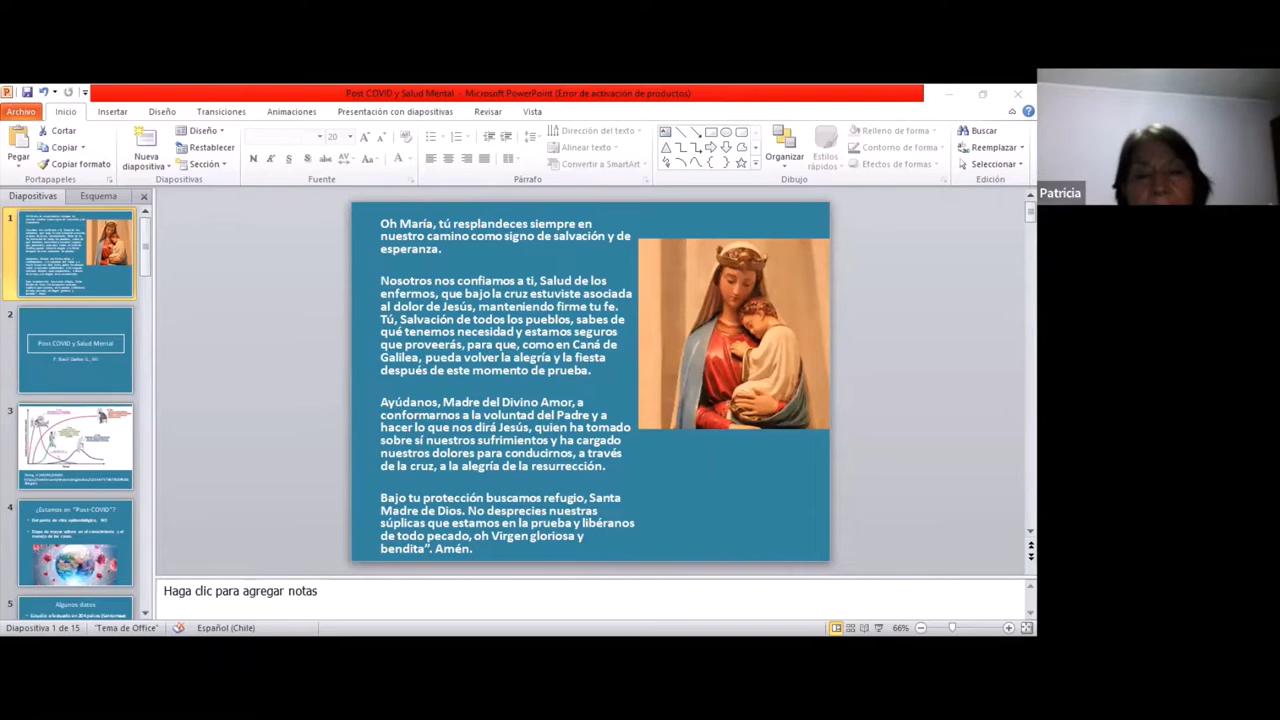 Post COVID y Salud Mental - Microsoft PowerPoint (Error de activación de productos)
Archivo Inicio Insertar Diseño Transiciones Animaciones Presentación con diapositivas Revisar Vista
Pegar
Cortar
Copiar
Copiar formato
Portapapeles
Nueva
diapositiva
Diseño
Restablecer
Sección
Diapositivas
20
Fuente
Dirección del texto
Alinear texto
Convertir a SmartArt
Párrafo
Organizar
Estilos
rápidos
Relleno de forma
Contorno de forma
Efectos de formas
Dibujo
Buscar
Reemplazar
Seleccionar
Edición
Patricia
Diapositivas Esquema
1
2
Post COVID y Salud Mental
3
4
¿Estamos en "Post-COVID"?
5
Algunos datos
Oh María, tú resplandeces siempre en
nuestro camino como signo de salvación y de
esperanza.
Nosotros nos confiamos a ti, Salud de los
enfermos, que bajo la cruz estuviste asociada
al dolor de Jesús, manteniendo firme tu fe.
Tú, Salvación de todos los pueblos, sabes de
qué tenemos necesidad y estamos seguros
que proveerás, para que, como en Caná de
Galilea, pueda volver la alegría y la fiesta
después de este momento de prueba.
Ayúdanos, Madre del Divino Amor, a
conformarnos a la voluntad del Padre y a
hacer lo que nos dirá Jesús, quien ha tomado
sobre sí nuestros sufrimientos y ha cargado
nuestros dolores para conducirnos, a través
de la cruz, a la alegría de la resurrección.
Bajo tu protección buscamos refugio, Santa
Madre de Dios. No desprecies nuestras
súplicas que estamos en la prueba y libéranos
de todo pecado, oh Virgen gloriosa y
bendita”. Amén.
Haga clic para agregar notas
Diapositiva 1 de 15 "Tema de Office" Español (Chile) 66%